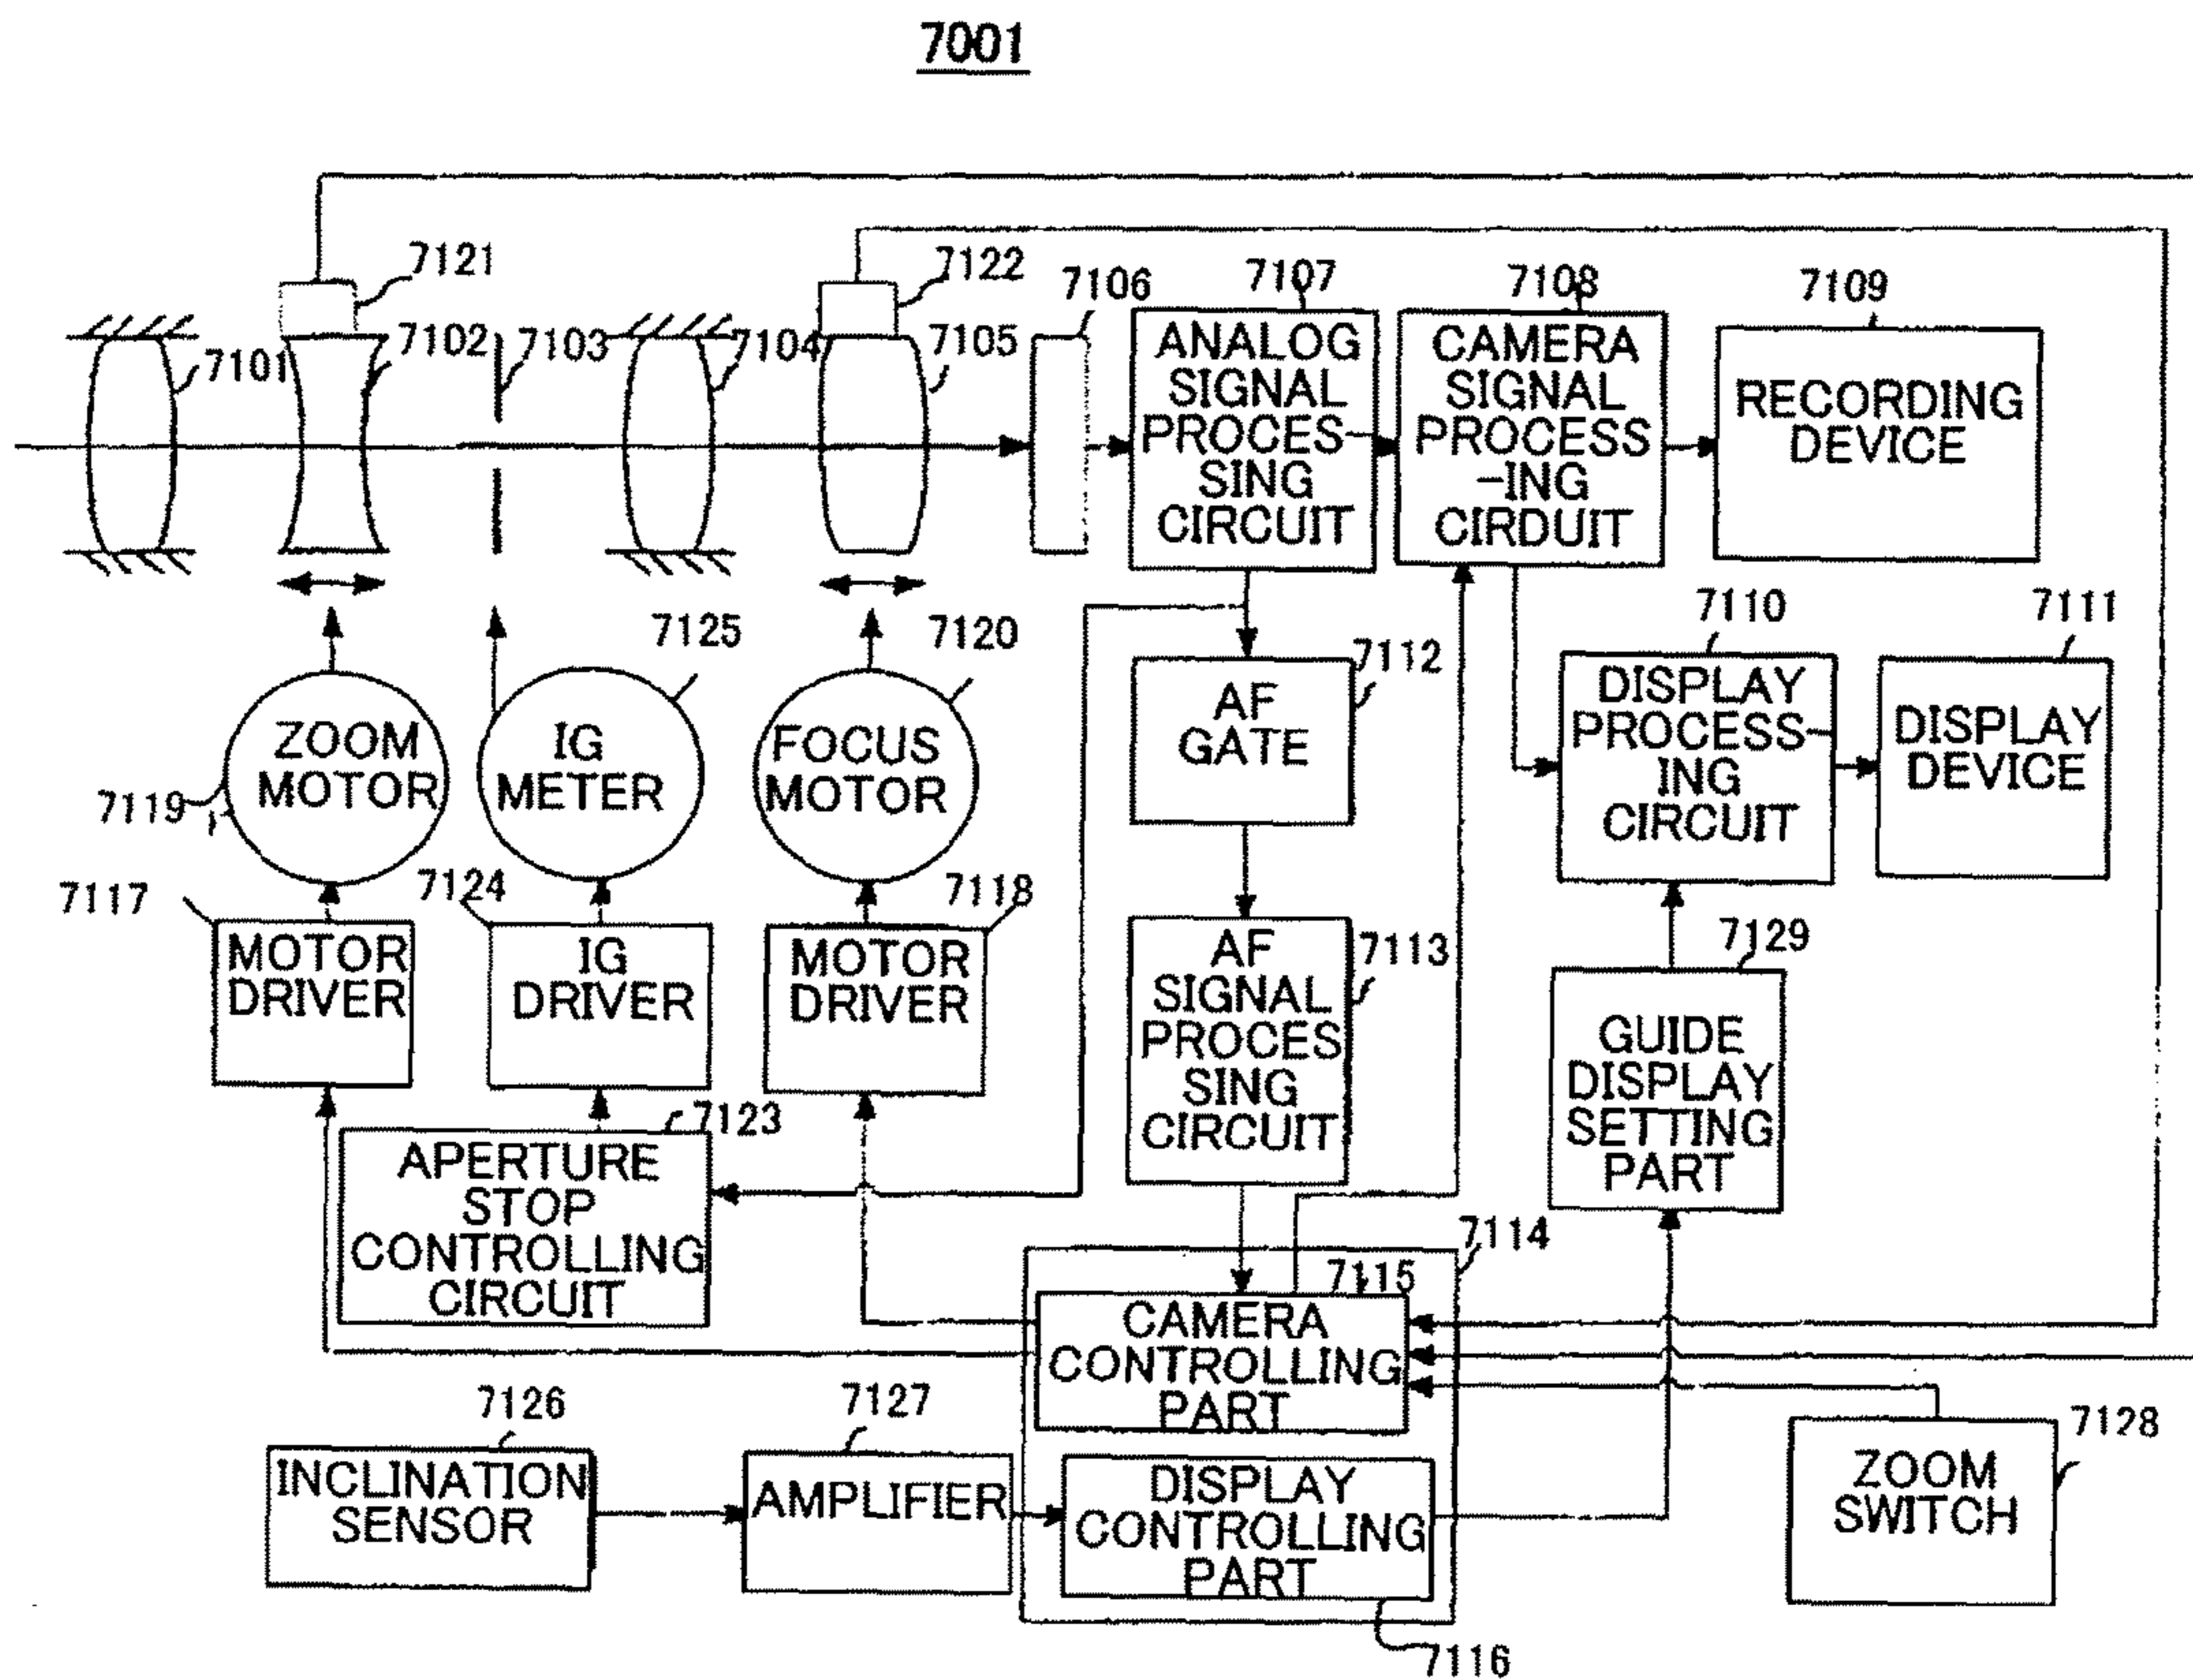 7001
7121
7122
7106
7107
7108
7109
7101
7102
7103
7104
7105
ANALOG
SIGNAL
PROCES-
SING
CIRCUIT
CAMERA
SIGNAL
PROCESS
-ING
CIRDUIT
RECORDING
DEVICE
7125
7120
7112
7110
7111
ZOOM
MOTOR
7119
IG
METER
FOCUS
MOTOR
AF
GATE
DISPLAY
PROCESS-
ING
CIRCUIT
DISPLAY
DEVICE
7117
7124
7118
MOTOR
DRIVER
IG
DRIVER
MOTOR
DRIVER
AF
SIGNAL
PROCES
SING
CIRCUIT
7113
7129
GUIDE
DISPLAY
SETTING
PART
7123
APERTURE
STOP
CONTROLLING
CIRCUIT
7114
7115
CAMERA
CONTROLLING
PART
7126
INCLINATION
SENSOR
7127
AMPLIFIER
DISPLAY
CONTROLLING
PART
7116
7128
ZOOM
SWITCH